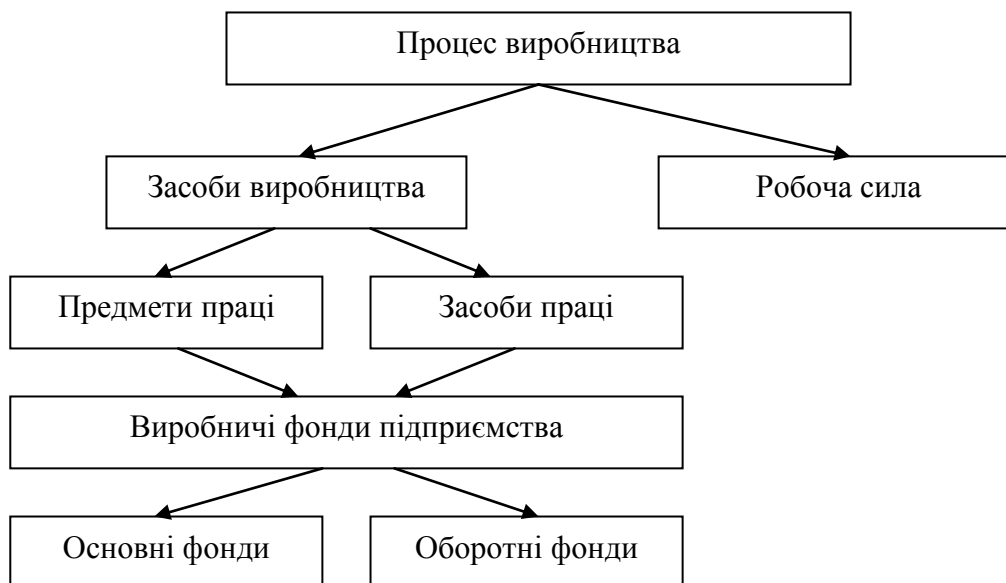 Процес виробництва
Засоби виробництва
Робоча сила
Предмети праці
Засоби праці
Виробничі фонди підприємства
Основні фонди
Оборотні фонди